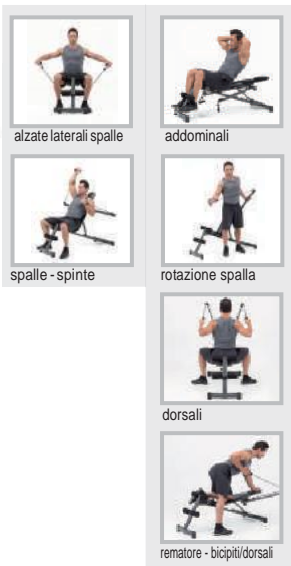 alzate laterali spalle
addominali
spalle - spinte
rotazione spalla
dorsali
rematore - bicipiti/dorsali